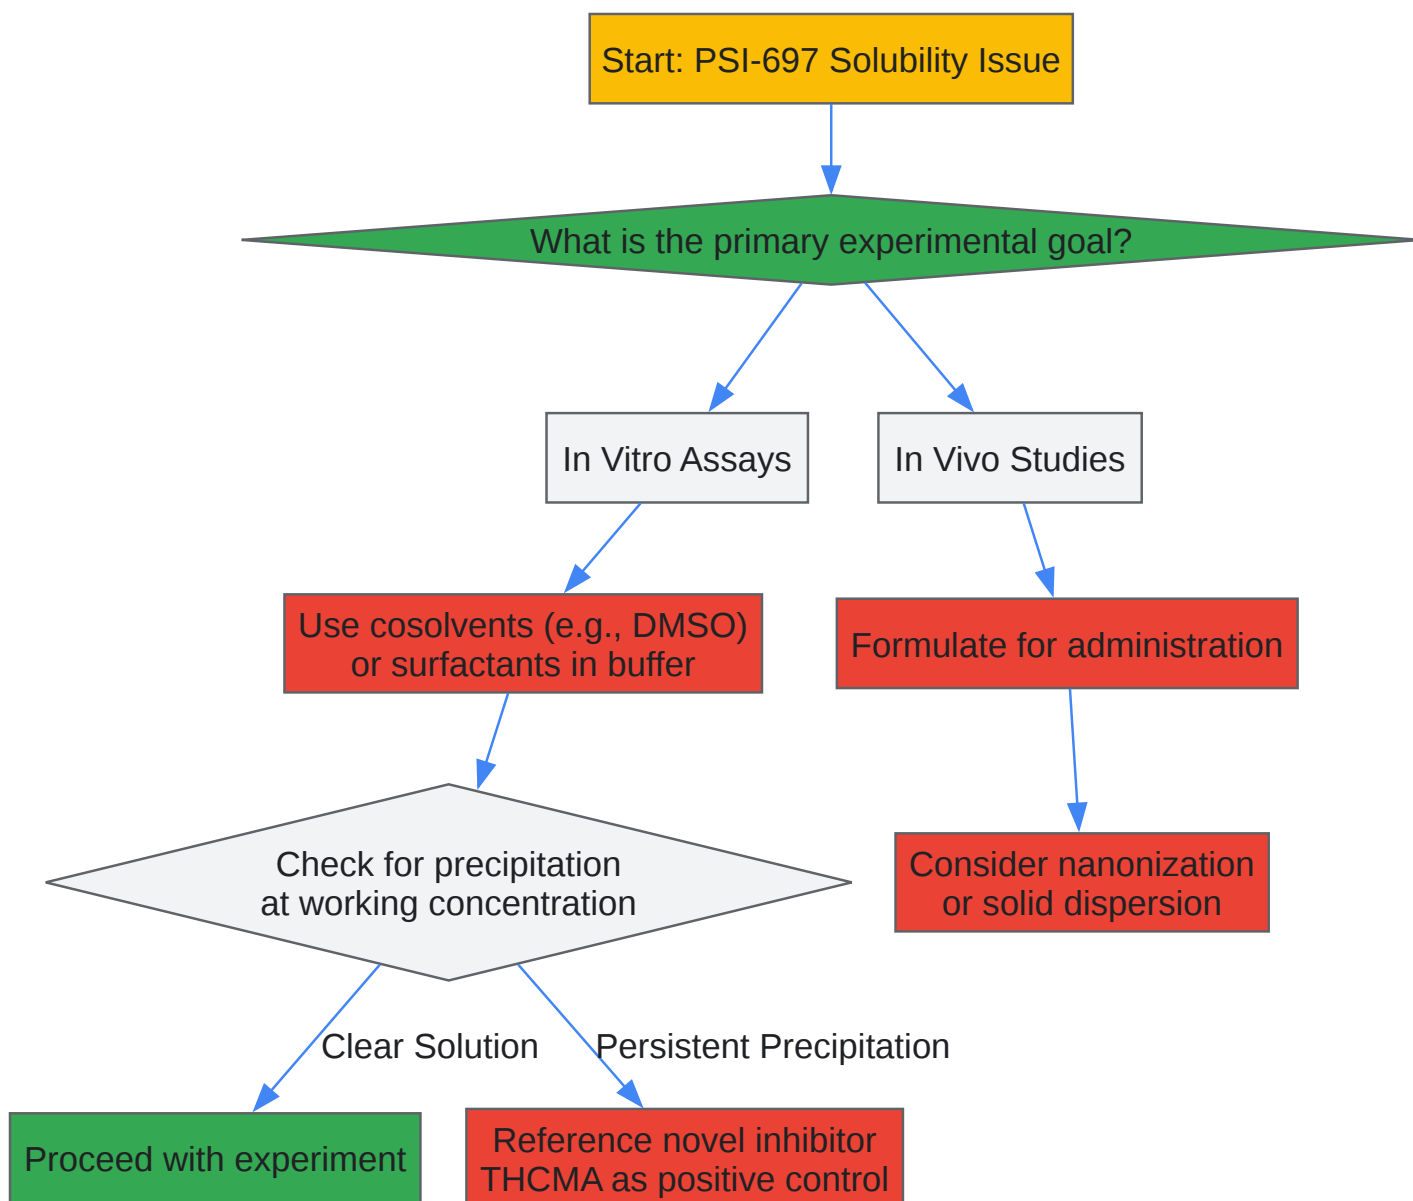 Start: PSI-697 Solubility Issue
What is the primary experimental goal?
In Vitro Assays
In Vivo Studies
Use cosolvents (e.g., DMSO)
or surfactants in buffer
Formulate for administration
Check for precipitation
at working concentration
Consider nanonization
or solid dispersion
Clear Solution
Persistent Precipitation
Proceed with experiment
Reference novel inhibitor
THCMA as positive control